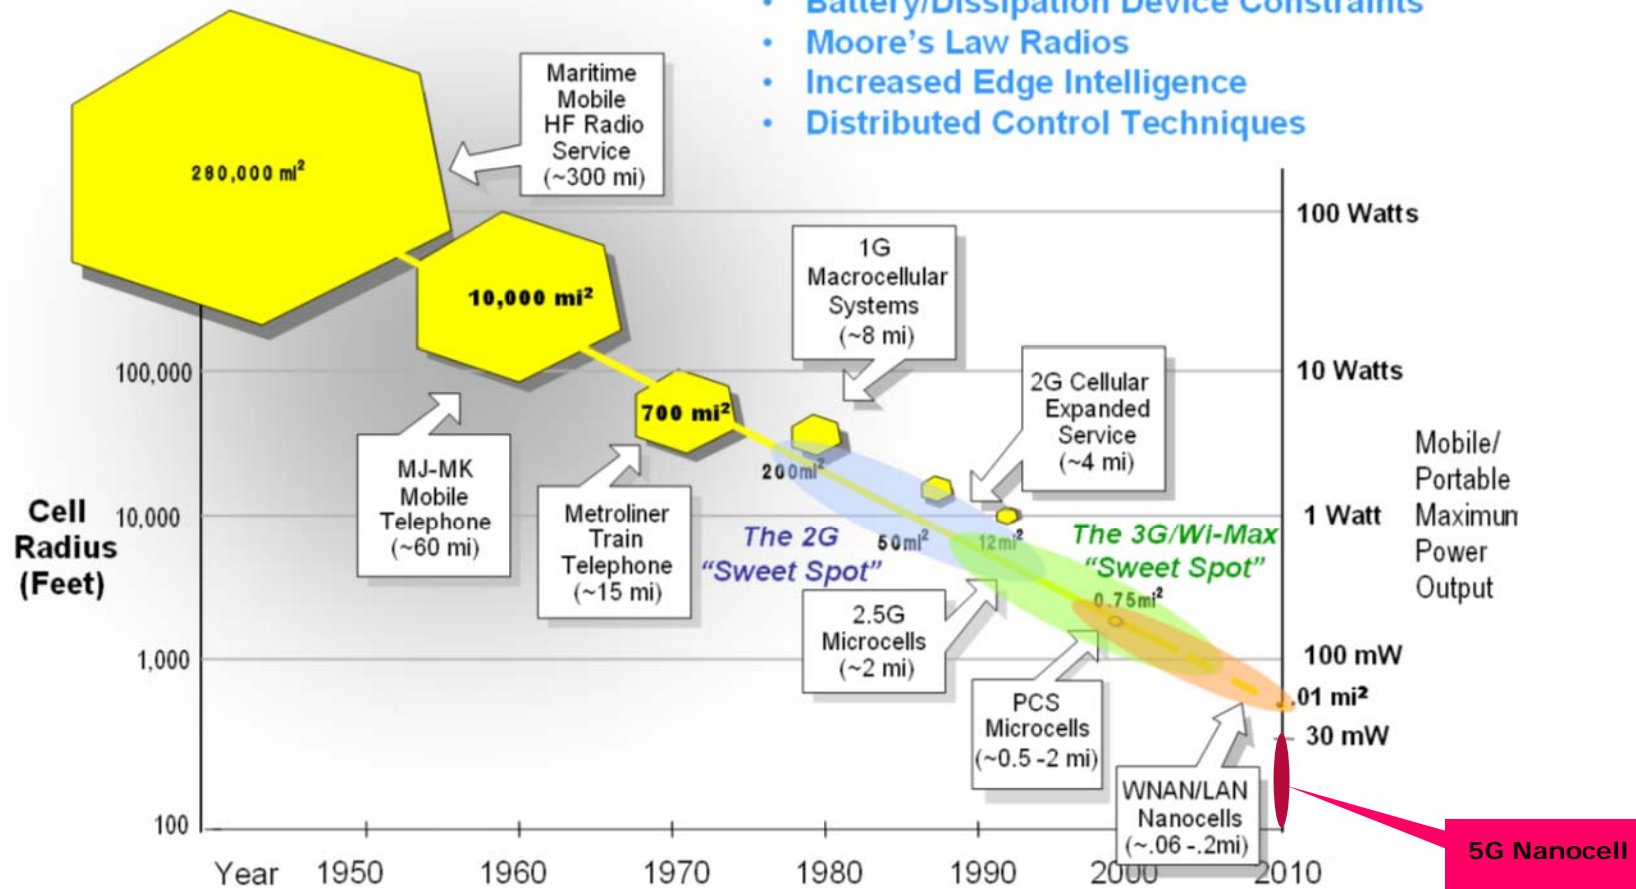 • Battery/Dissipation Device Constraints
• Moore's Law Radios
• Increased Edge Intelligence
• Distributed Control Techniques
Maritime
Mobile
HF Radio
Service
(~300 mi)
280,000 mi²
100 Watts
10,000 mi²
1G
Macrocellular
Systems
(~8 mi)
100,000
10 Watts
700 mi²
2G Cellular
Expanded
Service
(~4 mi)
MJ-MK
Mobile
Telephone
(~60 mi)
200mi²
Mobile/
Portable
Maximum
Power
Output
Cell
Radius
(Feet)
10,000
Metroliner
Train
Telephone
(~15 mi)
The 2G
"Sweet Spot"
50mi²
12mi²
The 3G/Wi-Max
"Sweet Spot"
1 Watt
0.75mi²
2.5G
Microcells
(~2 mi)
1,000
100 mW
PCS
Microcells
(~0.5 -2 mi)
.01 mi²
30 mW
WNAN/LAN
Nanocells
(~.06 -.2mi)
100
5G Nanocell
Year 1950 1960 1970 1980 1990 2000 2010